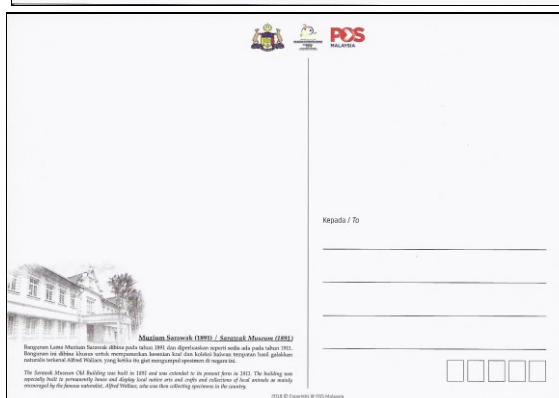 POS
MALAYSIA
Kepada / To
Muzium Sarawak (1891) / Sarawak Museum (1891)
Bangunan Lama Muzium Sarawak dibina pada tahun 1891 dan diperluaskan seperti sedia ada pada tahun 1911.
Bangunan ini dibina khusus untuk mempamerkan kesenian kraf dan koleksi haiwan tempatan hasil galakkan
naturalis terkenal Alfred Wallace, yang ketika itu giat mengumpul spesimen di negara ini.
The Sarawak Museum Old Building was built in 1891 and was extended to its present form in 1911. The building was
especially built to permanently house and display local native arts and crafts and collections of local animals as mainly
encouraged by the famous naturalist, Alfred Wallace, who was then collecting specimens in the country.
2018 © Copyright @ POS Malaysia